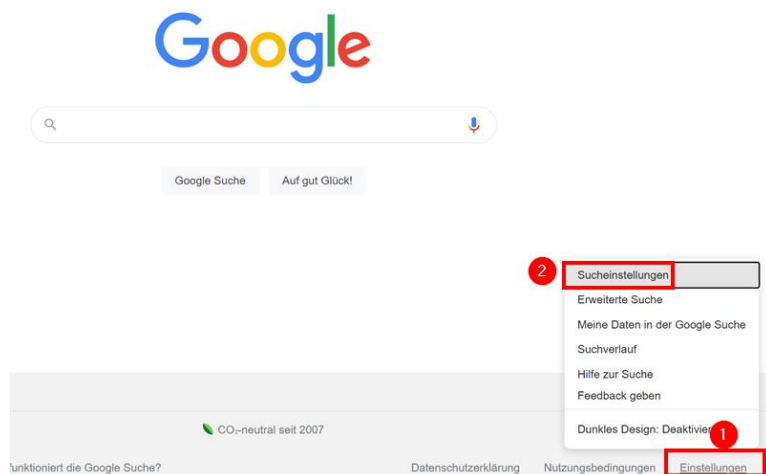 Google
Google Suche
Auf gut Glück!
2
Sucheinstellungen
Erweiterte Suche
Meine Daten in der Google Suche
Suchverlauf
Hilfe zur Suche
Feedback geben
Dunkles Design: Deaktivier
1
CO₂-neutral seit 2007
funktioniert die Google Suche?
Datenschutzerklärung
Nutzungsbedingungen
Einstellungen